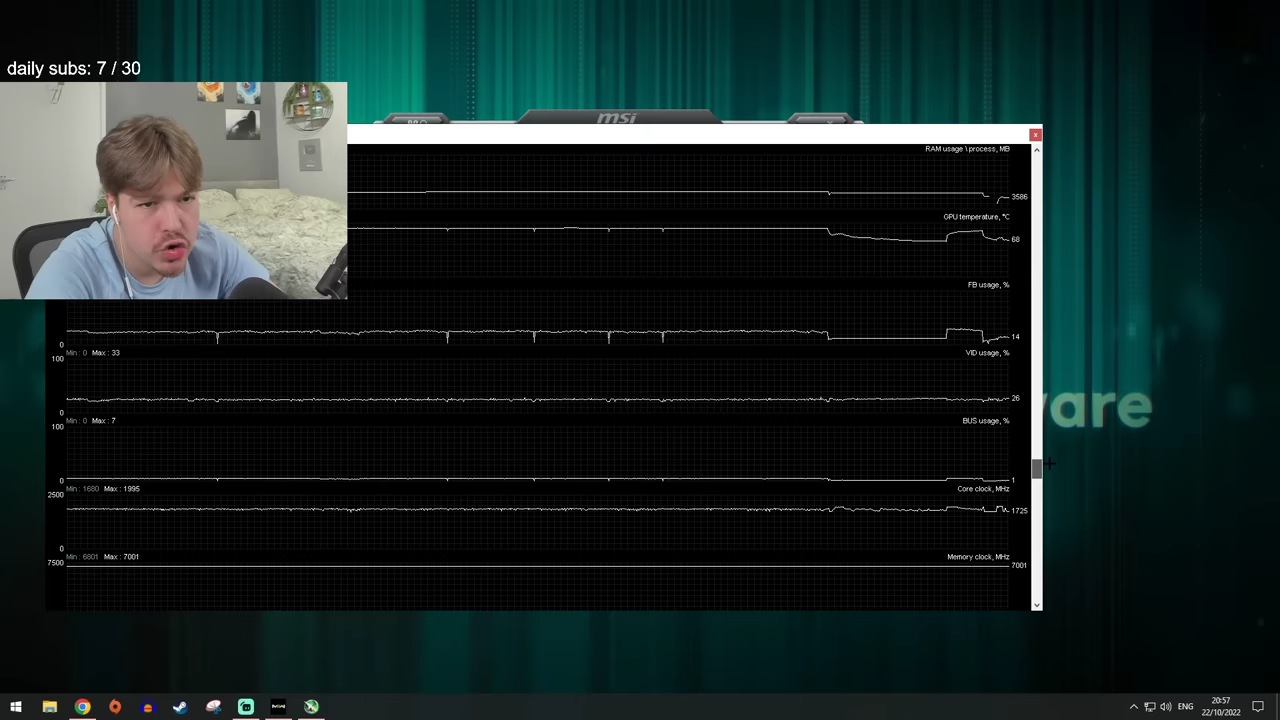 daily subs: 7 / 30
msi
x
RAM usage \ process, MB
3586
GPU temperature, °C
68
FB usage, %
0
14
Min : 0 Max : 33
VID usage, %
100
0
26
Min : 0 Max : 7
BUS usage, %
100
0
1
Min : 1680 Max : 1995
Core clock, MHz
2500
0
1725
Min : 6801 Max : 7001
Memory clock, MHz
7500
7001
ware
ENG
20:57
22/10/2022